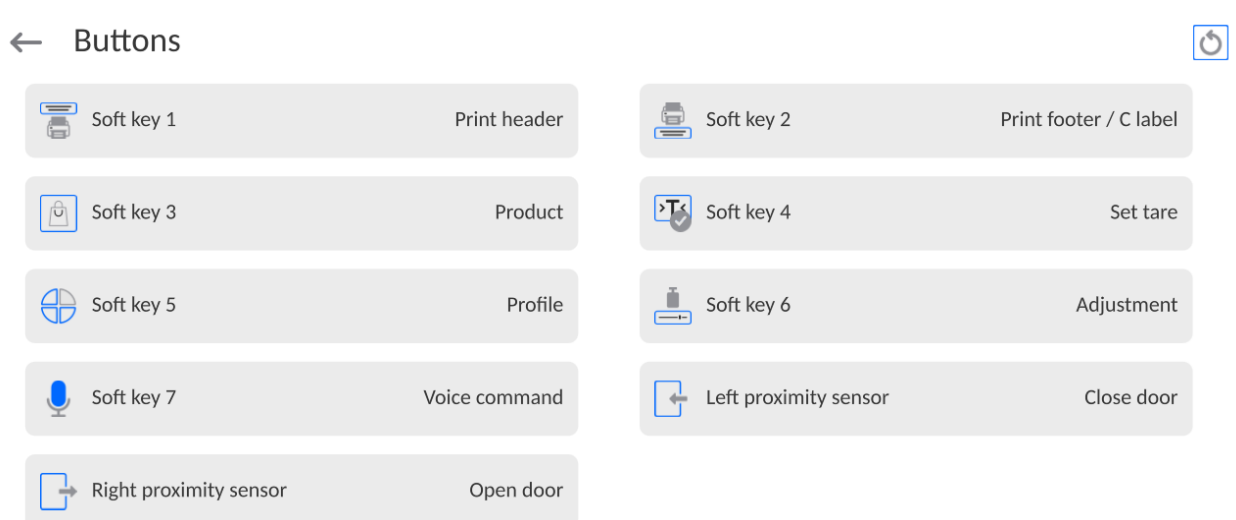 Buttons
Soft key 1 Print header
Soft key 2 Print footer / C label
Soft key 3 Product
>T< Soft key 4 Set tare
Soft key 5 Profile
Soft key 6 Adjustment
Soft key 7 Voice command
Left proximity sensor Close door
Right proximity sensor Open door